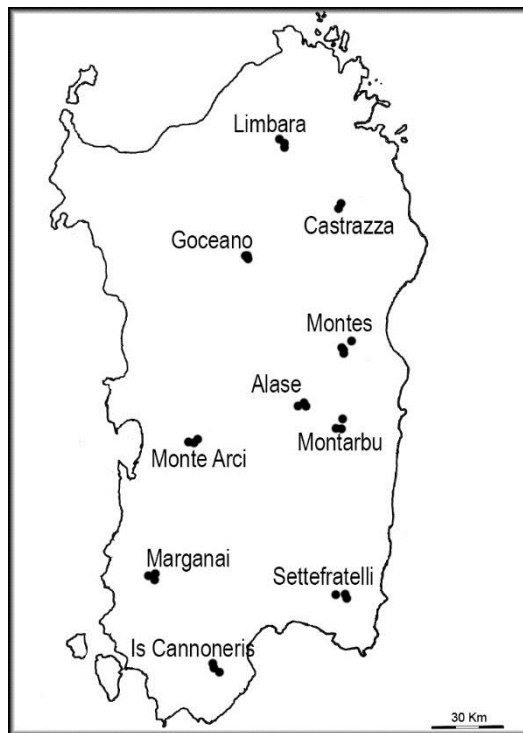 Limbara
Castrazza
Goceano
Montes
Alase
Montarbu
Monte Arci
Marganai
Settefratelli
Is Cannoneris
30 Km